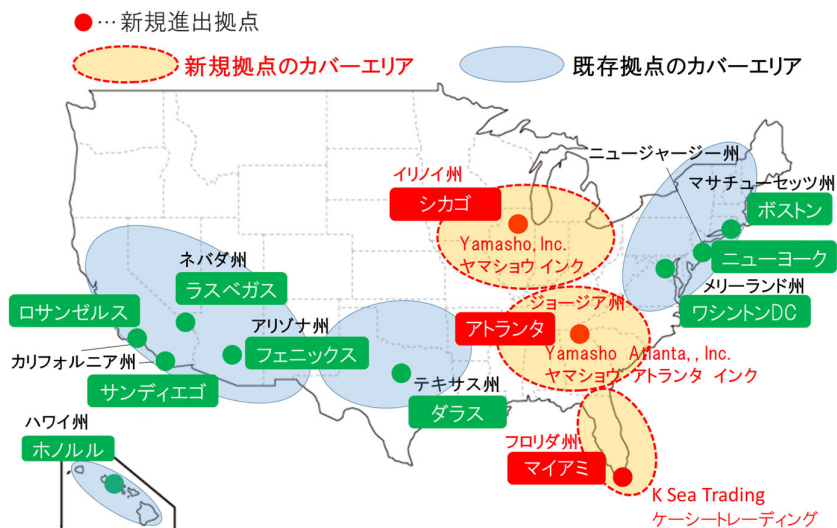 ●…新規進出拠点
新規拠点のカバーエリア
既存拠点のカバーエリア
ニュージャージー州
イリノイ州
マサチューセッツ州
シカゴ
ボストン
Yamasho, Inc.
ヤマショウ インク
ニューヨーク
ネバダ州
メリーランド州
ラスベガス
ジョージア州
ワシントンDC
ロサンゼルス
アリゾナ州
アトランタ
フェニックス
Yamasho Atlanta, , Inc.
カリフォルニア州
ヤマショウ アトランタ インク
サンディエゴ
テキサス州
ダラス
ハワイ州
フロリダ州
ホノルル
マイアミ
K Sea Trading
ケーシートレーディング